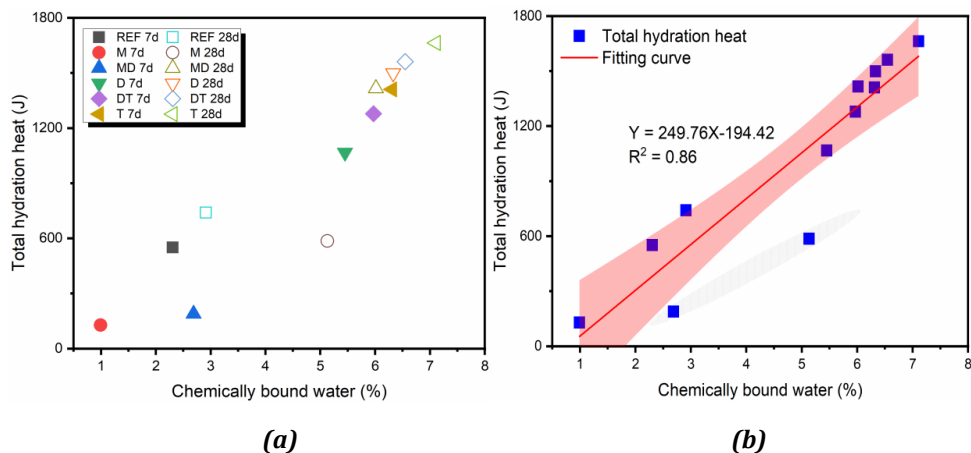 1800
1200
600
0
Total hydration heat (J)
REF 7d REF 28d
M 7d M 28d
MD 7d MD 28d
D 7d D 28d
DT 7d DT 28d
T 7d T 28d
1 2 3 4 5 6 7 8
Chemically bound water (%)
(a)
1800
1200
600
0
Total hydration heat (J)
Total hydration heat
Fitting curve
Y = 249.76X-194.42
R² = 0.86
0 1 2 3 4 5 6 7 8
Chemically bound water (%)
(b)